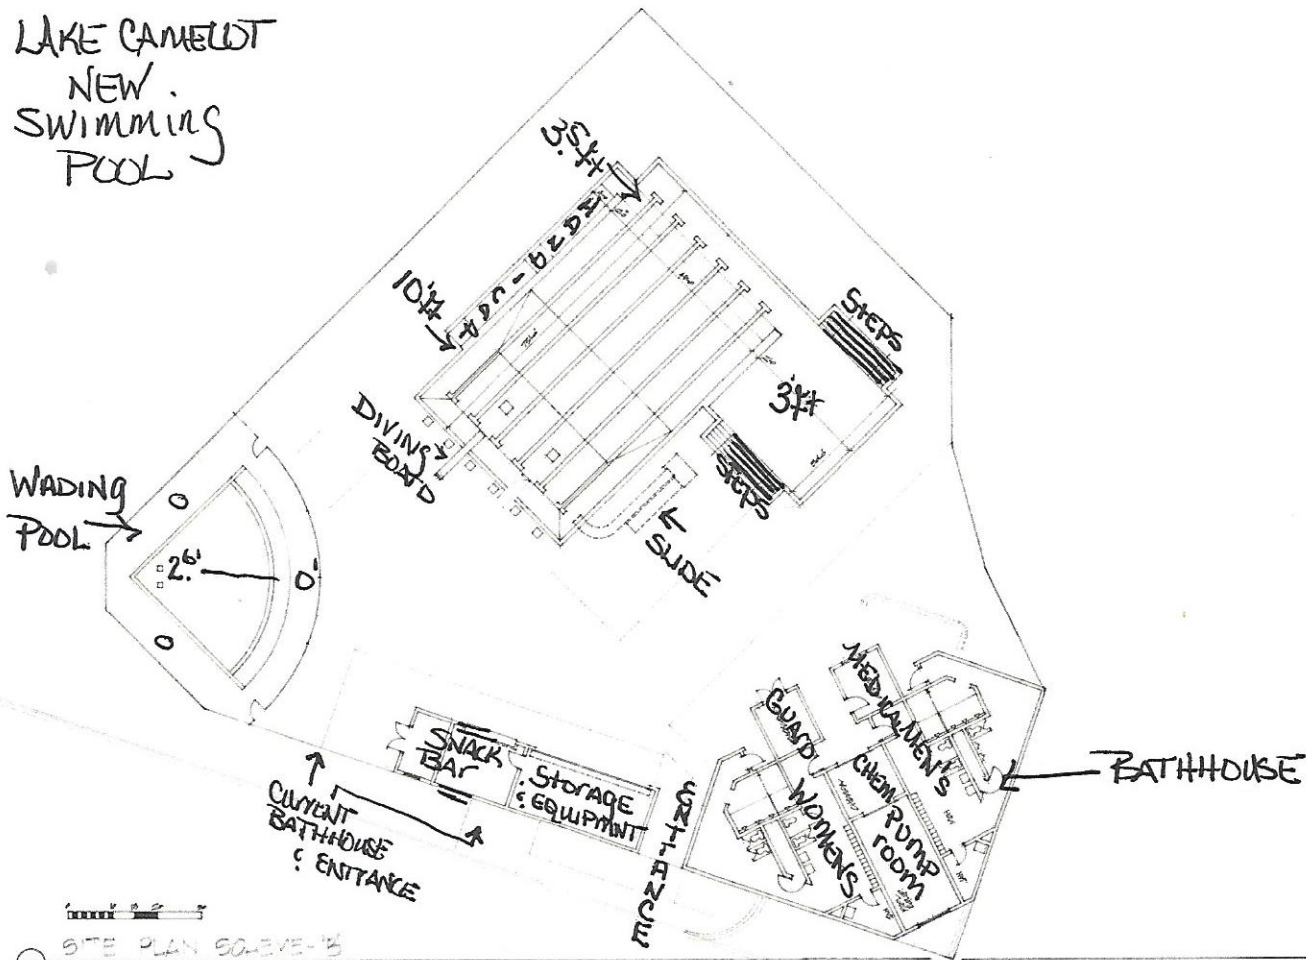 LAKE CAMELOT
NEW
SWIMMING
POOL
3.5 ft
10 ft
STEPS
3 ft
DIVING
BOARD
STEPS
SLIDE
WADING
POOL
2.6'
0'
SNACK
BAR
STORAGE
& EQUIPMNT
CURRENT
BATHHOUSE
& ENTRANCE
ENTRANCE
GUARD
MEDICAL
MEN'S
WOMENS
CHEM
PUMP
ROOM
BATHHOUSE
SITE PLAN